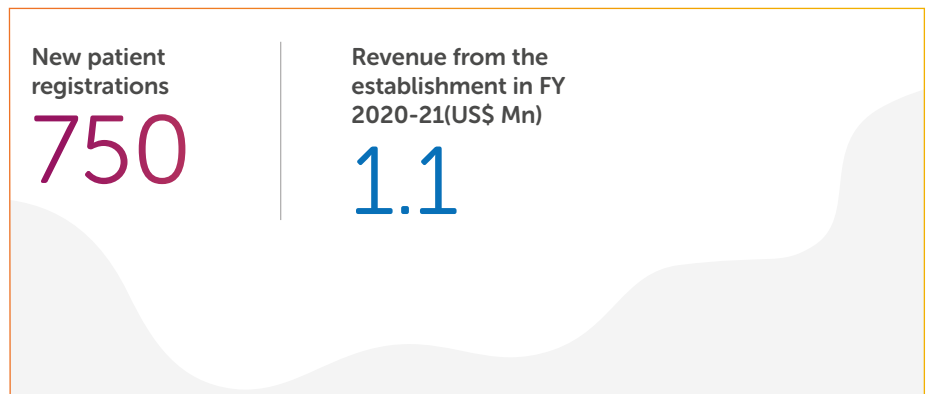 New patient
registrations
750
Revenue from the
establishment in FY
2020-21(US$ Mn)
1.1